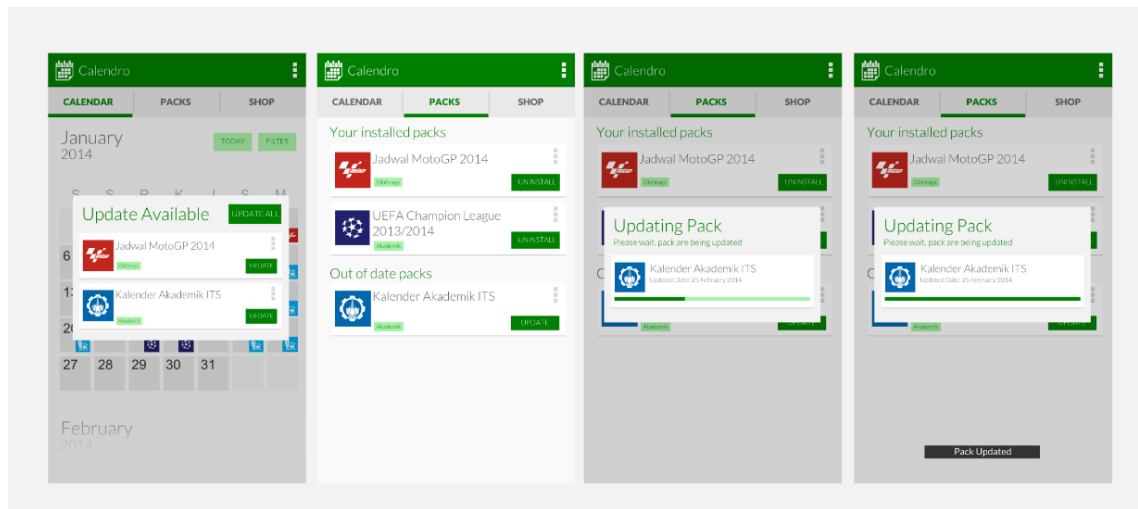 Calendro
CALENDAR PACKS SHOP
January
2014
TODAY FILTER
S S R K J S M
Update Available UPDATE ALL
Jadwal MotoGP 2014
Olahraga
UPDATE
6
Kalender Akademik ITS
Akademik
UPDATE
27 28 29 30 31
February
2014
Calendro
CALENDAR PACKS SHOP
Your installed packs
Jadwal MotoGP 2014
Olahraga
UNINSTALL
UEFA Champion League
2013/2014
Akademik
UNINSTALL
Out of date packs
Kalender Akademik ITS
Akademik
UPDATE
Calendro
CALENDAR PACKS SHOP
Your installed packs
Jadwal MotoGP 2014
Olahraga
UNINSTALL
Updating Pack
Please wait, pack are being updated
Kalender Akademik ITS
Updated Date: 25 February 2014
Akademik
UPDATE
Calendro
CALENDAR PACKS SHOP
Your installed packs
Jadwal MotoGP 2014
Olahraga
UNINSTALL
Updating Pack
Please wait, pack are being updated
Kalender Akademik ITS
Updated Date: 25 February 2014
Akademik
UPDATE
Pack Updated